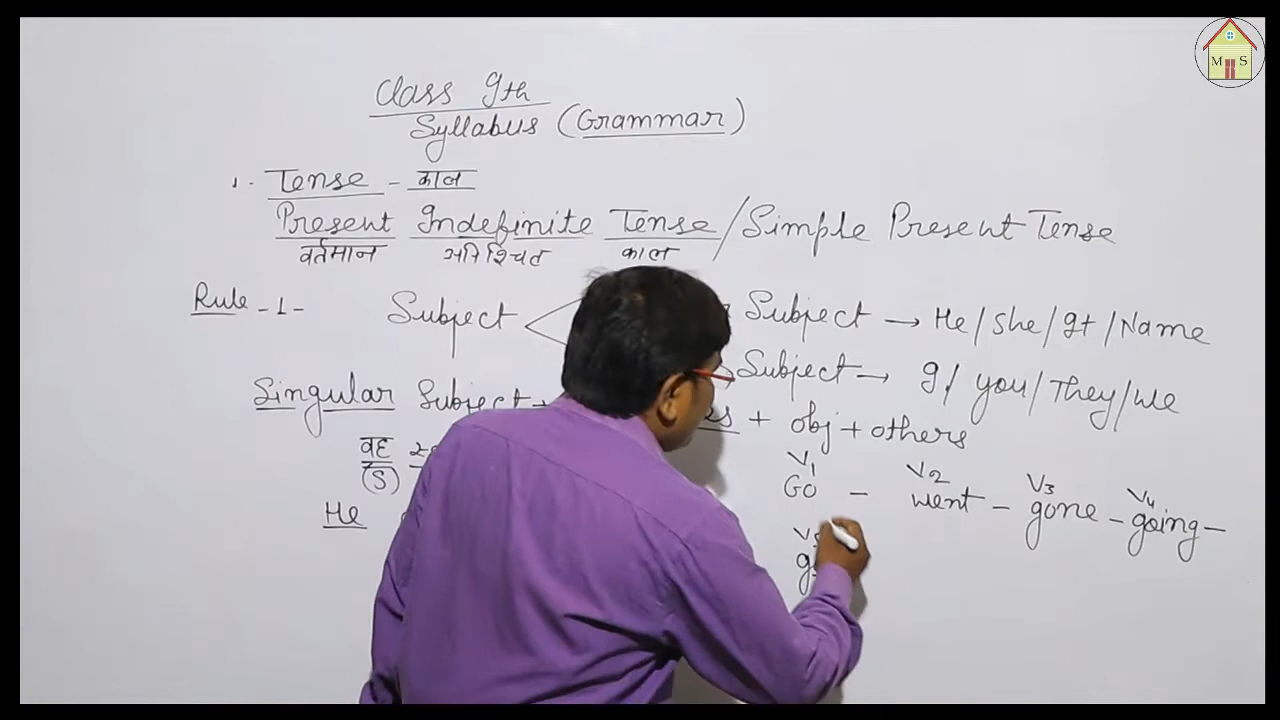 Class 9th
Syllabus (Grammar)
1. Tense - काल
Present Indefinite Tense / Simple Present Tense
वर्तमान अनिश्चित काल
Rule-1- Subject Subject → He/She/It/Name
Subject → I/you/They/we
Singular Subject + es + obj + others
वह
(S)
V1 V2 V3 V4
Go - went - gone - going -
He
M S